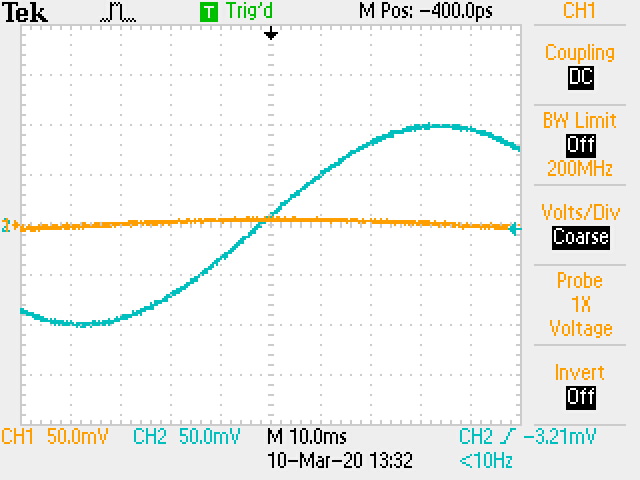 Tek T Trig'd M Pos: -400.0ps CH1
Coupling
DC
BW Limit
Off
200MHz
Volts/Div
Coarse
Probe
1X
Voltage
Invert
Off
CH1 50.0mV CH2 50.0mV M 10.0ms CH2 -3.21mV
10-Mar-20 13:32 <10Hz